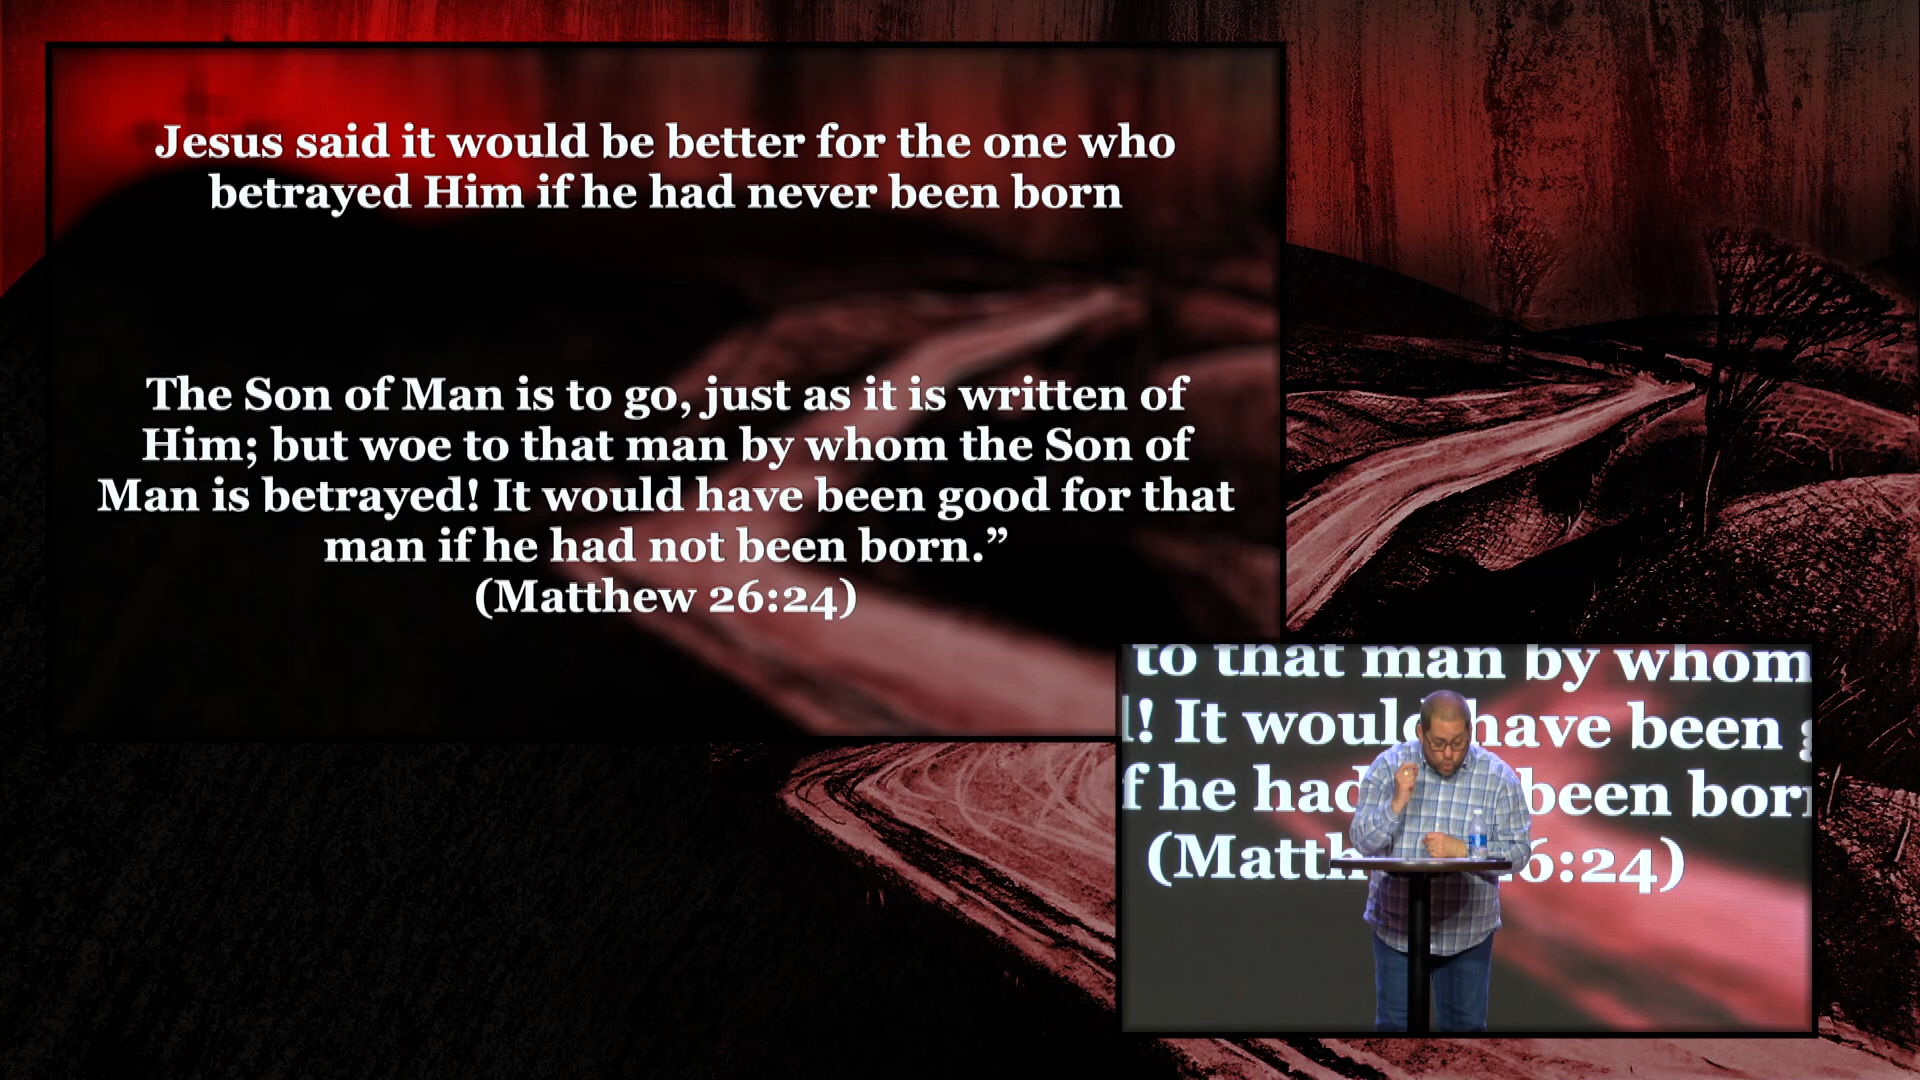 Jesus said it would be better for the one who
betrayed Him if he had never been born
The Son of Man is to go, just as it is written of
Him; but woe to that man by whom the Son of
Man is betrayed! It would have been good for that
man if he had not been born.”
(Matthew 26:24)
to that man by whom
! It would have been
he had been
(Matth 6:24)